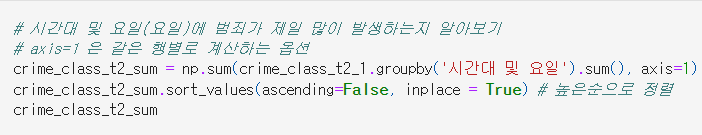 # 시간대 및 요일(요일)에 범죄가 제일 많이 발생하는지 알아보기
# axis=1 은 같은 행별로 계산하는 옵션
crime_class_t2_sum = np.sum(crime_class_t2_1.groupby('시간대 및 요일').sum(), axis=1)
crime_class_t2_sum.sort_values(ascending=False, inplace = True) # 높은순으로 정렬
crime_class_t2_sum